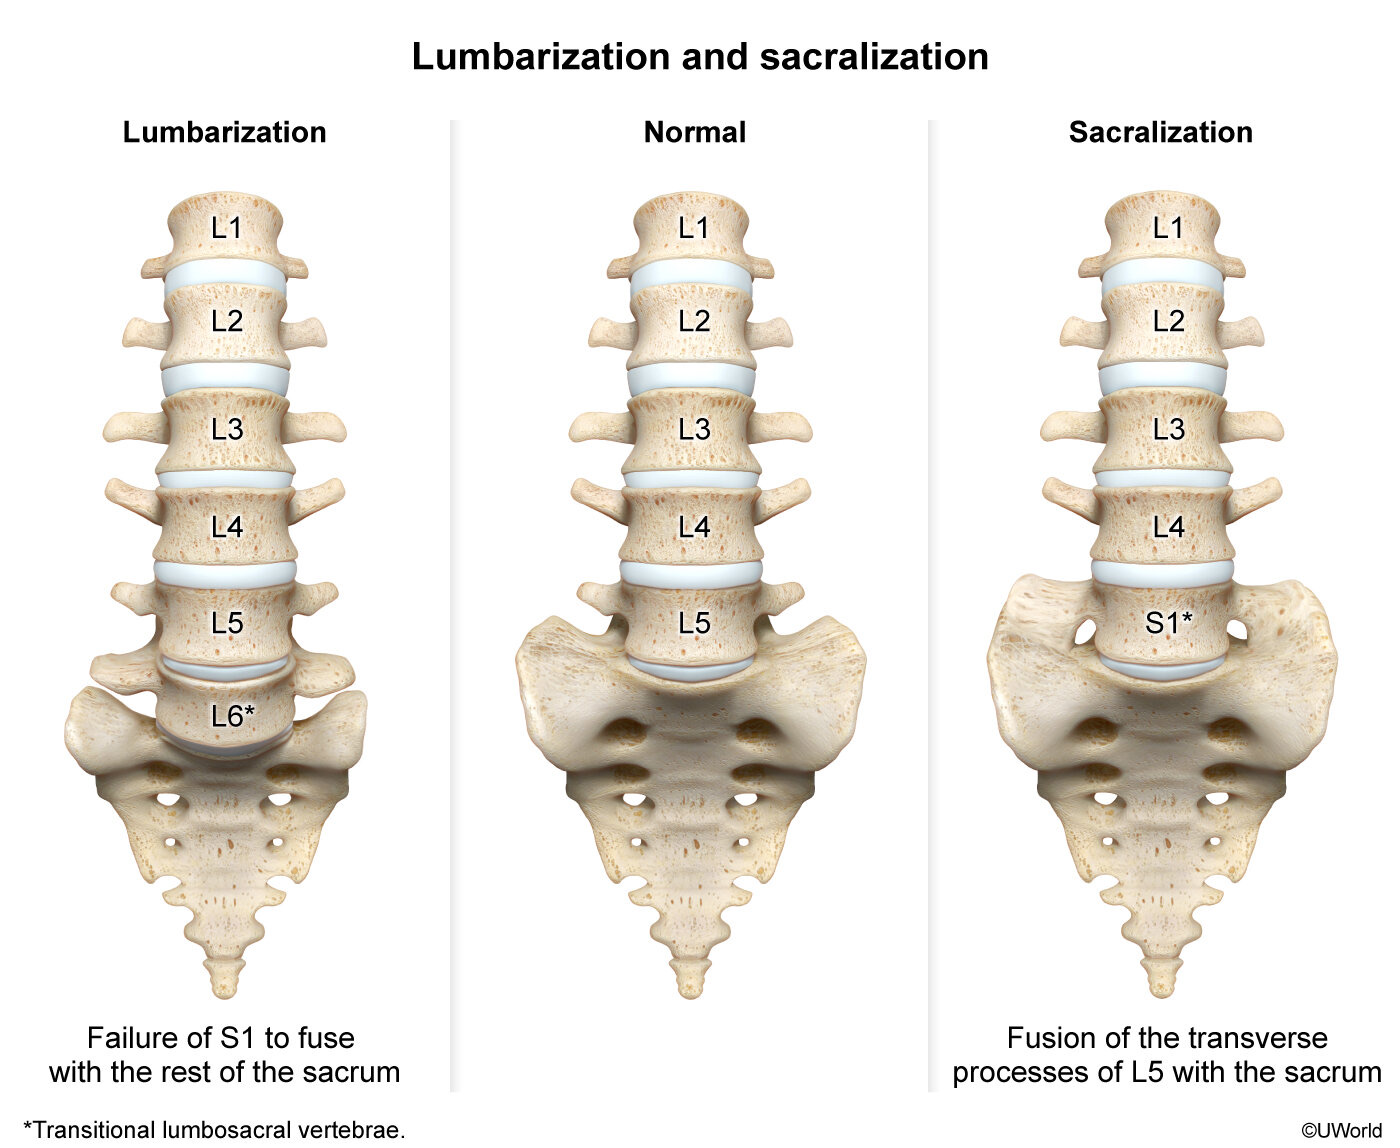 Lumbarization and sacralization
Lumbarization
L1
L2
L3
L4
L5
L6*
Failure of S1 to fuse
with the rest of the sacrum
Normal
L1
L2
L3
L4
L5
Sacralization
L1
L2
L3
L4
S1*
Fusion of the transverse
processes of L5 with the sacrum
*Transitional lumbosacral vertebrae.
©UWorld